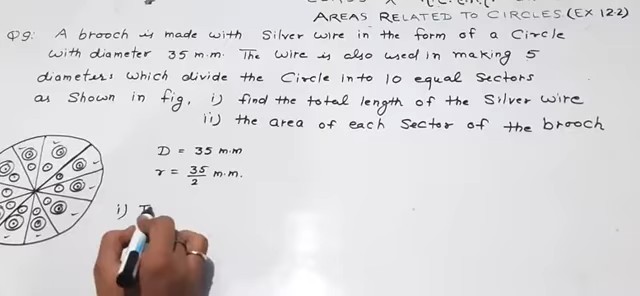 AREAS RELATED TO CIRCLES (EX 12.2)
Q9: A brooch is made with Silver wire in the form of a Circle
with diameter 35 m.m. The wire is also used in making 5
diameters which divide the Circle into 10 equal Sectors
as Shown in fig, i) find the total length of the Silver wire
ii) the area of each Sector of the brooch
D = 35 m.m
r = 35/2 m.m.
i) T